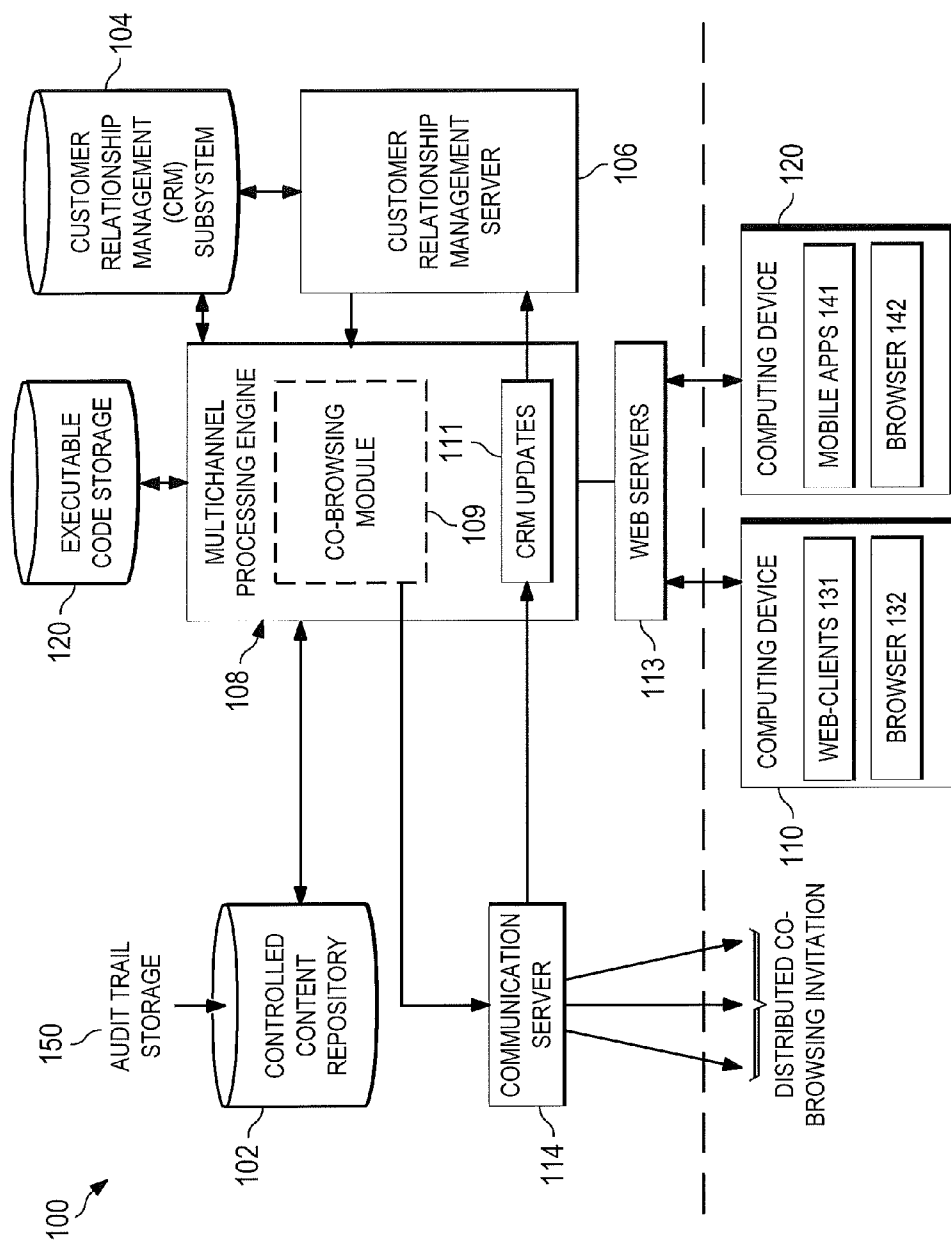 100
150
AUDIT TRAIL
STORAGE
CONTROLLED
CONTENT
REPOSITORY
102
EXECUTABLE
CODE STORAGE
120
CUSTOMER
RELATIONSHIP
MANAGEMENT
(CRM)
SUBSYSTEM
104
108
MULTICHANNEL
PROCESSING ENGINE
CO-BROWSING
MODULE
109
111
CRM UPDATES
CUSTOMER
RELATIONSHIP
MANAGEMENT
SERVER
106
COMMUNICATION
SERVER
114
WEB SERVERS
113
DISTRIBUTED CO-
BROWSING INVITATION
110
COMPUTING DEVICE
WEB-CLIENTS 131
BROWSER 132
120
COMPUTING DEVICE
MOBILE APPS 141
BROWSER 142